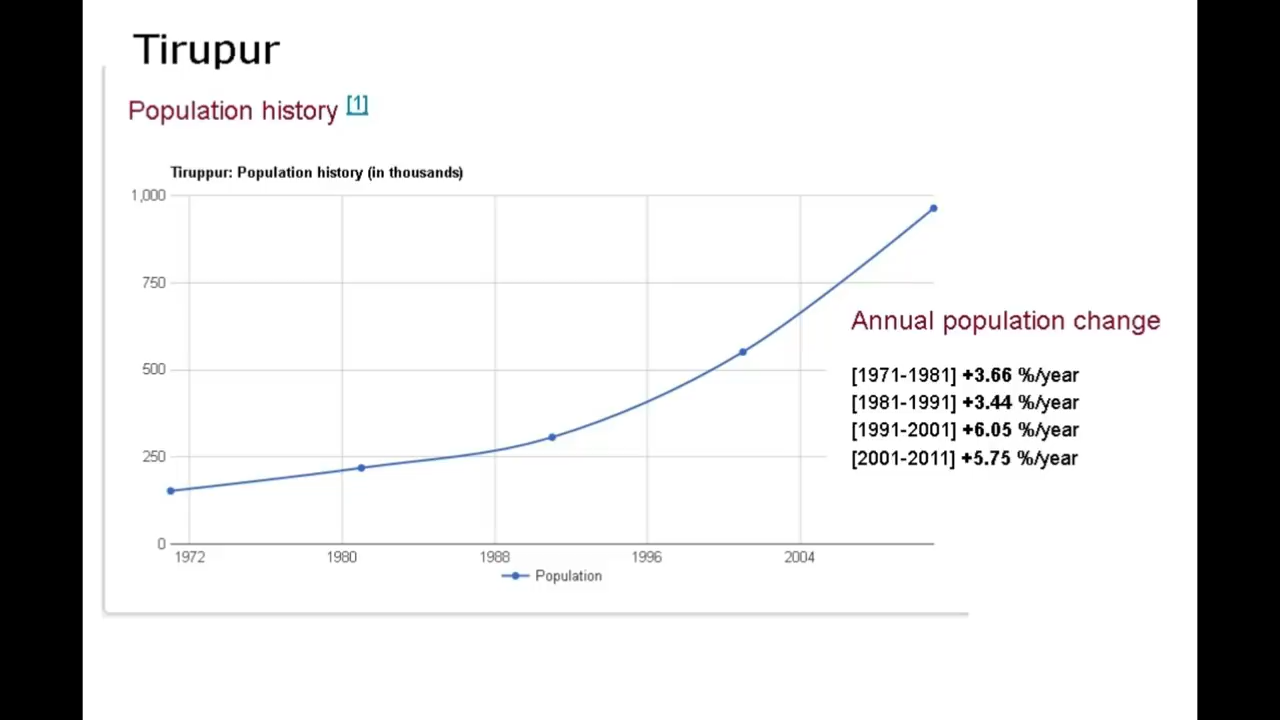 Tirupur
Population history [1]
Tiruppur: Population history (in thousands)
1,000
750
500
250
0
1972 1980 1988 1996 2004
Population
Annual population change
[1971-1981] +3.66 %/year
[1981-1991] +3.44 %/year
[1991-2001] +6.05 %/year
[2001-2011] +5.75 %/year